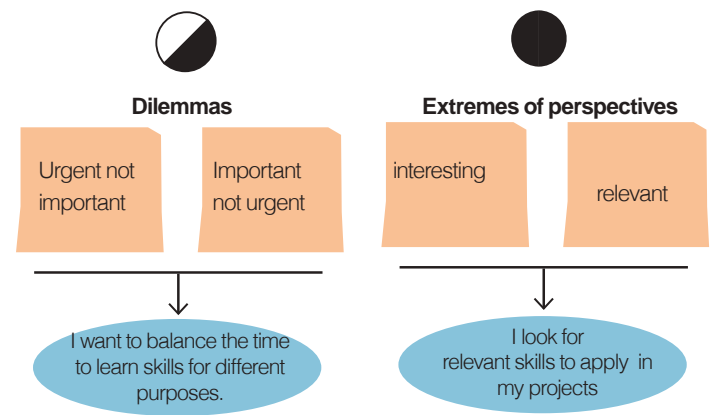 Dilemmas
Urgent not
important
Important
not urgent
I want to balance the time
to learn skills for different
purposes.
Extremes of perspectives
interesting
relevant
I look for
relevant skills to apply in
my projects